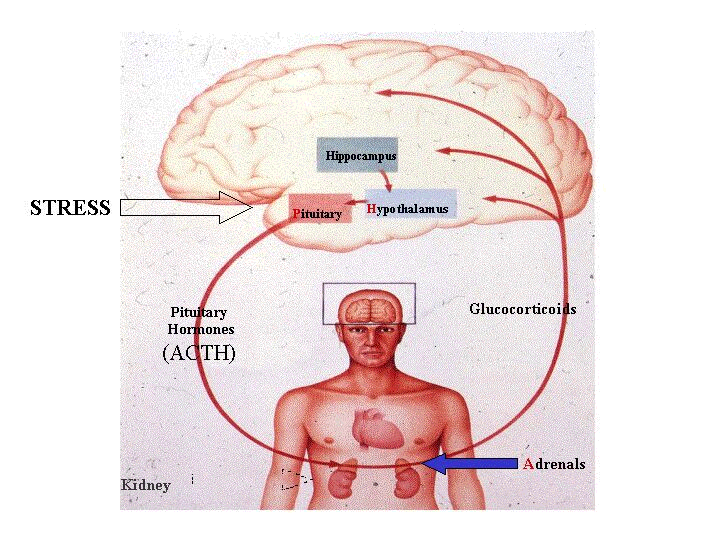 Hippocampus
STRESS
Pituitary
Hypothalamus
Pituitary
Hormones
(ACTH)
Glucocorticoids
Adrenals
Kidney